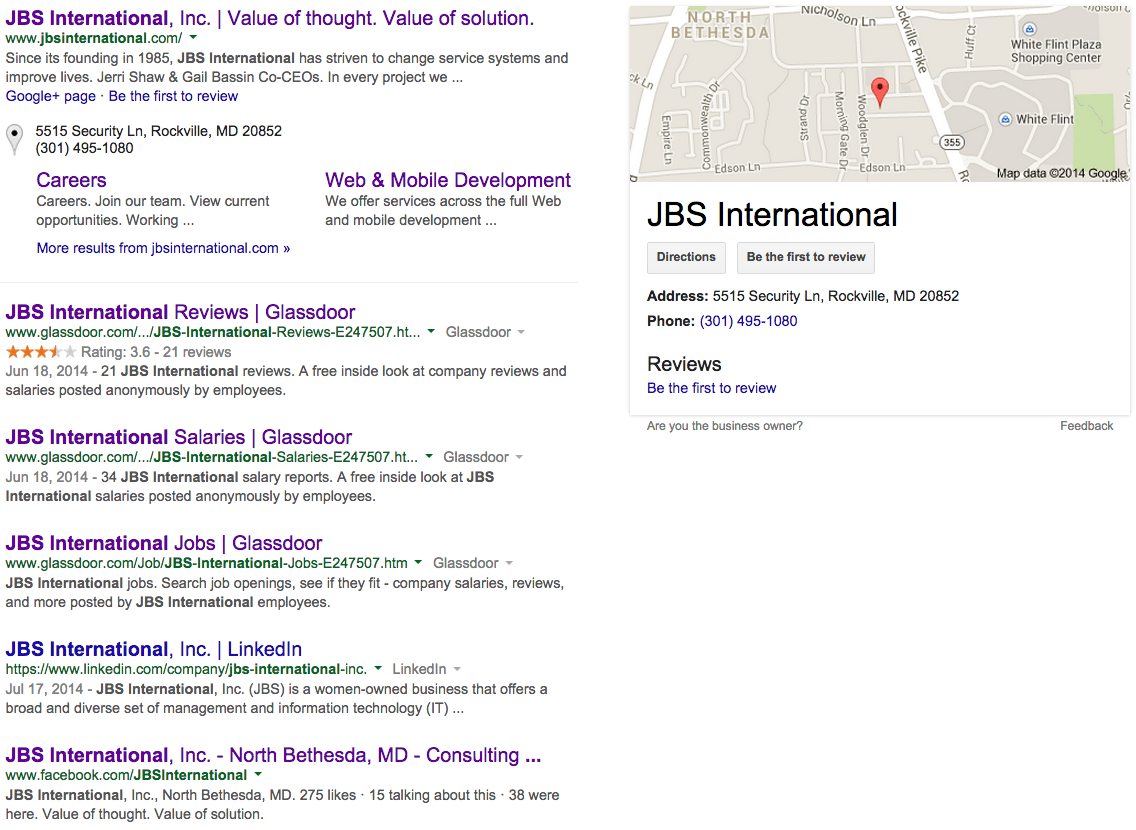 JBS International, Inc. | Value of thought. Value of solution.
www.jbsinternational.com/
Since its founding in 1985, JBS International has striven to change service systems and
improve lives. Jerri Shaw & Gail Bassin Co-CEOs. In every project we ...
Google+ page · Be the first to review
5515 Security Ln, Rockville, MD 20852
(301) 495-1080
Careers
Careers. Join our team. View current
opportunities. Working ...
Web & Mobile Development
We offer services across the full Web
and mobile development ...
More results from jbsinternational.com »
JBS International Reviews | Glassdoor
www.glassdoor.com/.../JBS-International-Reviews-E247507.ht... Glassdoor
Rating: 3.6 - 21 reviews
Jun 18, 2014 - 21 JBS International reviews. A free inside look at company reviews and
salaries posted anonymously by employees.
JBS International Salaries | Glassdoor
www.glassdoor.com/.../JBS-International-Salaries-E247507.ht... Glassdoor
Jun 18, 2014 - 34 JBS International salary reports. A free inside look at JBS
International salaries posted anonymously by employees.
JBS International Jobs | Glassdoor
www.glassdoor.com/Job/JBS-International-Jobs-E247507.htm Glassdoor
JBS International jobs. Search job openings, see if they fit - company salaries, reviews,
and more posted by JBS International employees.
JBS International, Inc. | LinkedIn
https://www.linkedin.com/company/jbs-international-inc. LinkedIn
Jul 17, 2014 - JBS International, Inc. (JBS) is a women-owned business that offers a
broad and diverse set of management and information technology (IT) ...
JBS International, Inc. - North Bethesda, MD - Consulting ...
www.facebook.com/JBSInternational
JBS International, Inc., North Bethesda, MD. 275 likes · 15 talking about this · 38 were
here. Value of thought. Value of solution.
NORTH
BETHESDA
Nicholson Ln
Rockville Pike
Huff Ct
White Flint Plaza
Shopping Center
White Flint
Empire Ln
Commonwealth Dr
Strand Dr
Morning Gate Dr
Woodglen Dr
Edson Ln
Edson Ln
355
Map data ©2014 Google
JBS International
Directions
Be the first to review
Address: 5515 Security Ln, Rockville, MD 20852
Phone: (301) 495-1080
Reviews
Be the first to review
Are you the business owner?
Feedback